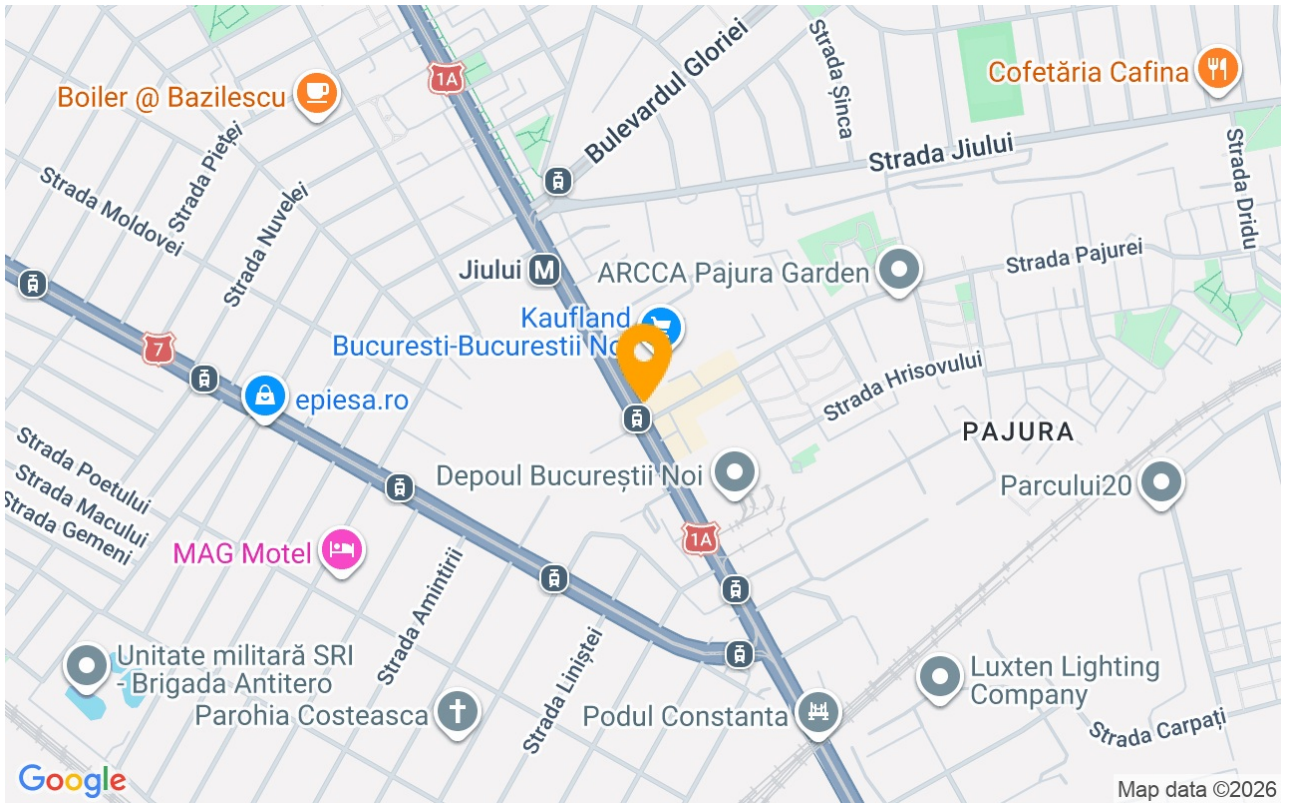 1A
Bulevardul Gloriei
Strada Șinca
Cofetăria Cafina
Boiler @ Bazilescu
Strada Pieței
Strada Jiului
Strada Dridu
Strada Moldovei
Strada Nuvelei
Jiului M
ARCCA Pajura Garden
Strada Pajurei
Kaufland
Bucuresti-Bucurestii
7
epiesa.ro
Strada Hrisovului
PAJURA
Strada Poetului
Strada Macului
Strada Gemeni
Depoul Bucureștii Noi
Parcului20
1A
MAG Motel
Strada Amintirii
Strada Liniștei
Unitate militară SRI
- Brigada Antitero
Parohia Costeasca
Podul Constanta
Luxten Lighting
Company
Strada Carpați
Google
Map data ©2026